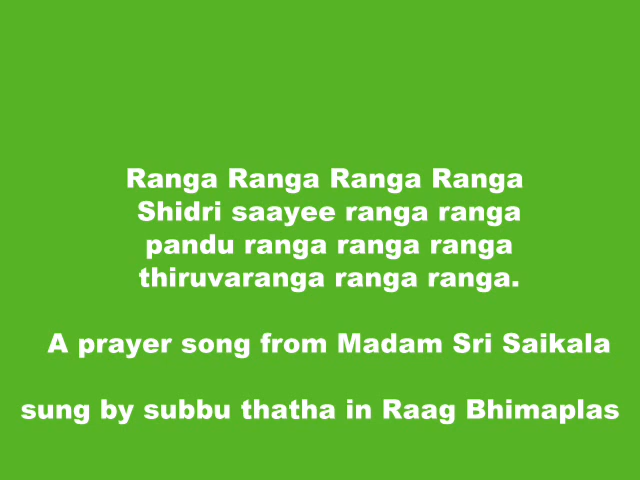 Ranga Ranga Ranga Ranga
Shidri saayee ranga ranga
pandu ranga ranga ranga
thiruvaranga ranga ranga.
A prayer song from Madam Sri Saikala
sung by subbu thatha in Raag Bhimaplas